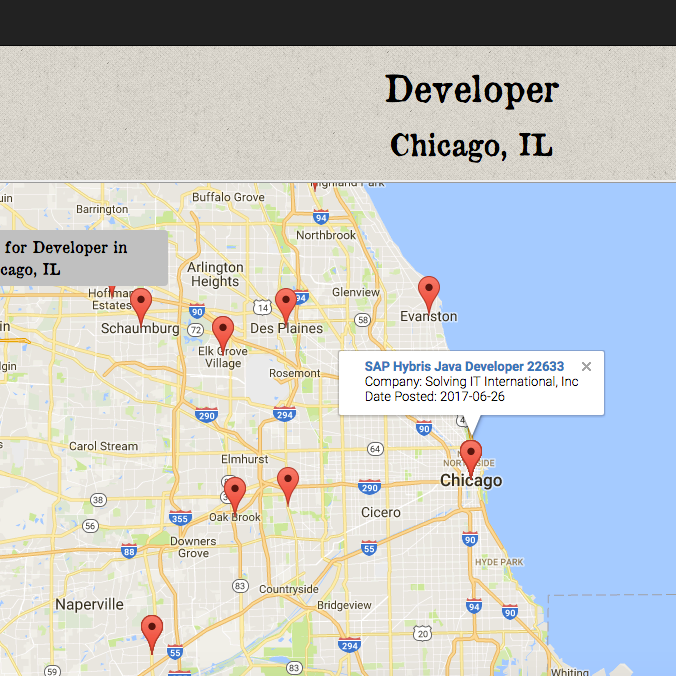 Developer
Chicago, IL
Highland Park
Buffalo Grove
Barrington
94
Northbrook
for Developer in
cago, IL
Arlington
Heights
Glenview
Hoffman
Estates
90
14
94
58
Evanston
Schaumburg
72
Des Plaines
Elk Grove
Village
Rosemont
lgin
SAP Hybris Java Developer 22633
Company: Solving IT International, Inc
Date Posted: 2017-06-26
290
294
90
Carol Stream
64
Elmhurst
Chicago
290
38
355
Oak Brook
Cicero
56
88
Downers
Grove
55
90
HYDE PARK
83
Countryside
Naperville
Bridgeview
94
90
20
55
294
59
83
Whiting